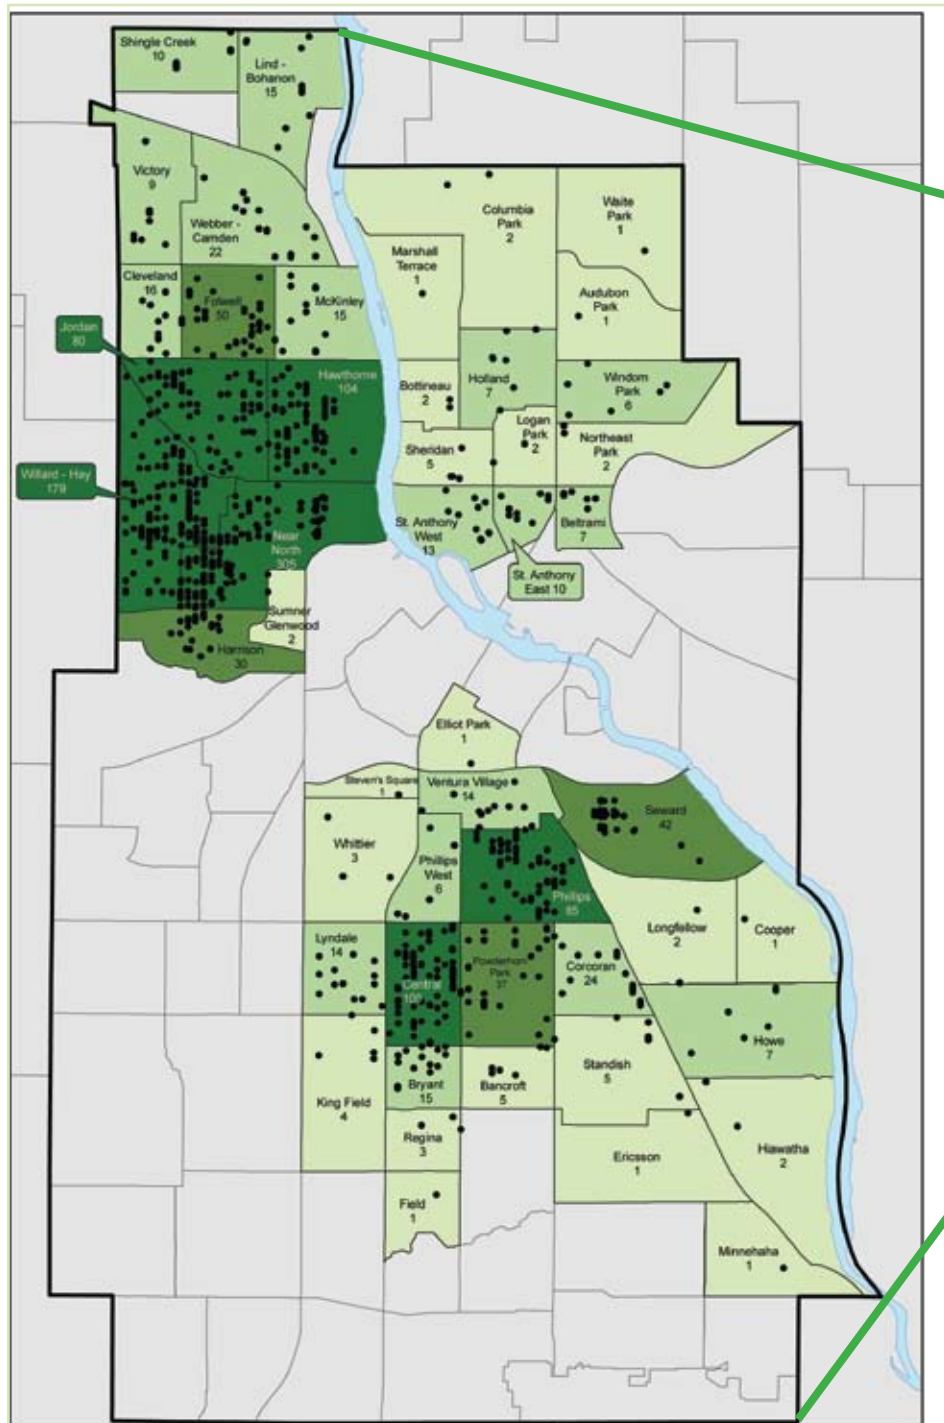 Shingle Creek
10
Lind -
Bohanon
15
Victory
9
Webber -
Camden
22
Columbia
Park
2
Waite
Park
1
Marshall
Terrace
1
Cleveland
16
Folwell
50
McKinley
15
Audubon
Park
1
Jordan
80
Hawthorne
104
Bottineau
2
Holland
7
Windom
Park
6
Logan
Park
2
Sheridan
5
Northeast
Park
2
Willard - Hay
179
Near
North
305
St. Anthony
West
13
Beltrami
7
St. Anthony
East 10
Sumner
Glenwood
2
Harrison
30
Elliot Park
1
Steven's Square
1
Ventura Village
14
Seward
42
Whittier
3
Phillips
West
6
Phillips
85
Longfellow
2
Cooper
1
Lyndale
14
Central
Powderhorn
Park
37
Corcoran
24
Howe
7
Standish
5
Bryant
15
Bancroft
5
King Field
4
Regina
3
Ericsson
1
Hiawatha
2
Field
1
Minnehaha
1